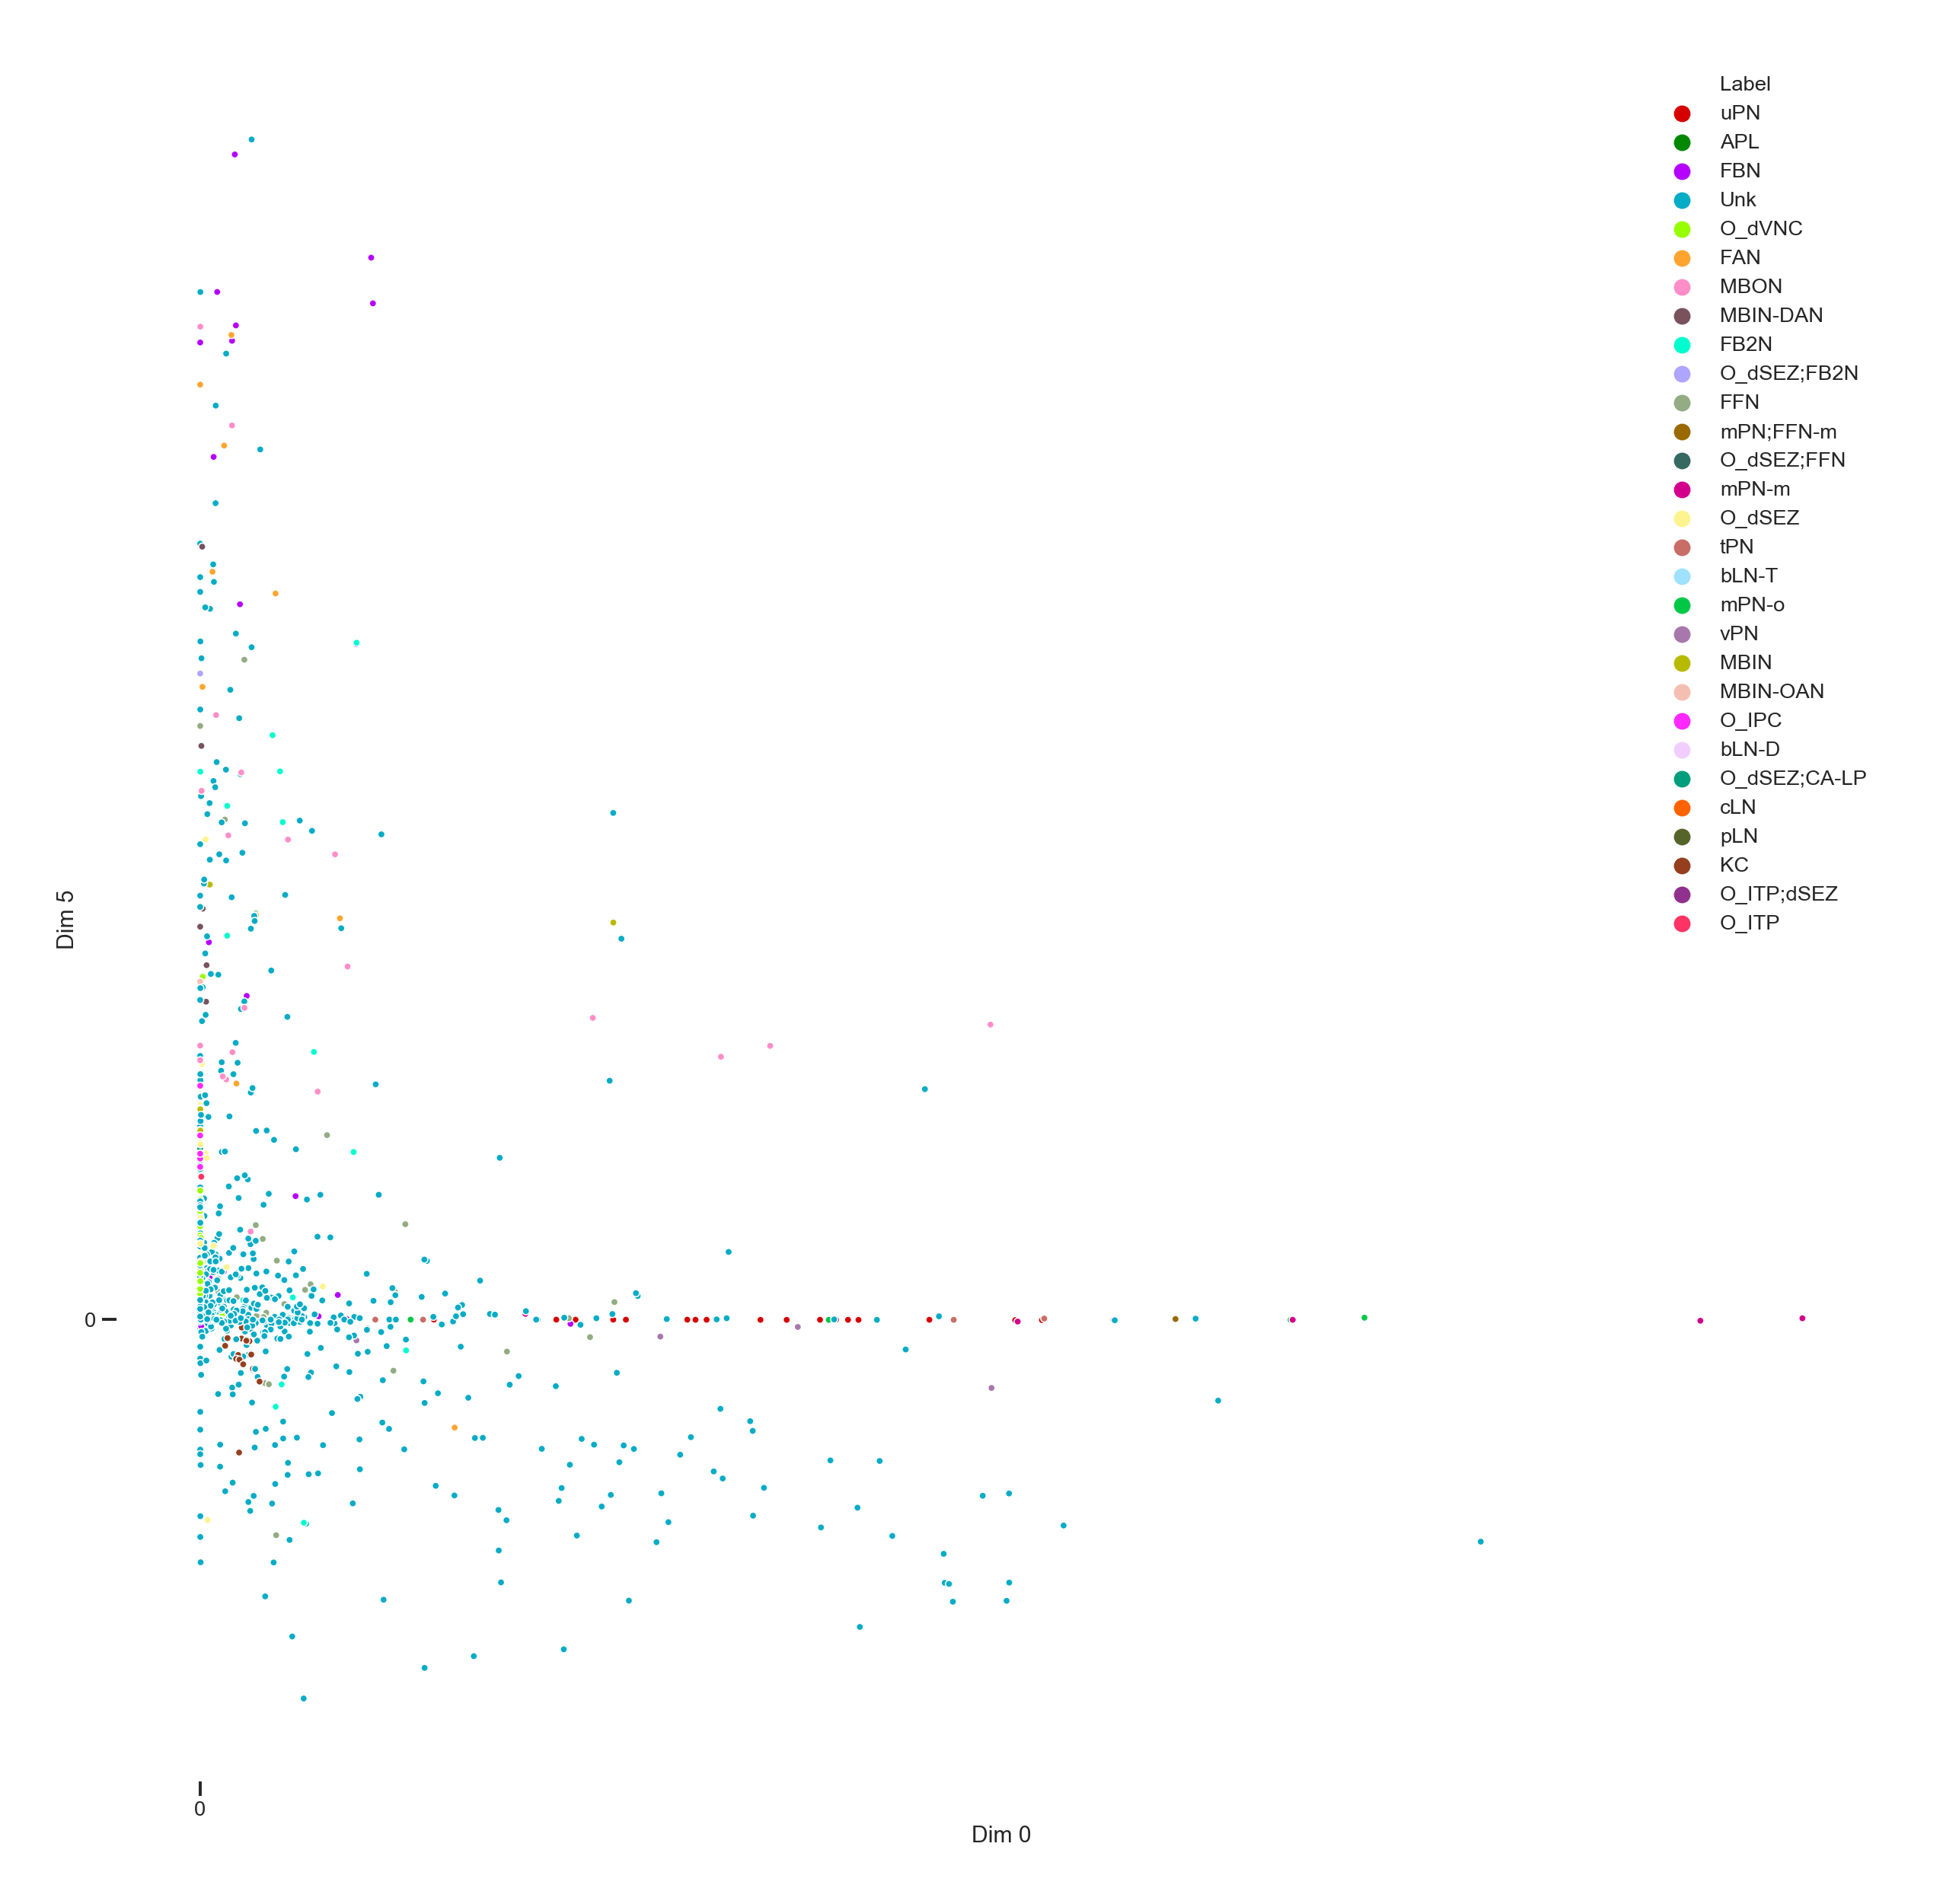 Label
uPN
APL
FBN
Unk
O_dVNC
FAN
MBON
MBIN-DAN
FB2N
O_dSEZ;FB2N
FFN
mPN;FFN-m
O_dSEZ;FFN
mPN-m
O_dSEZ
tPN
bLN-T
mPN-o
vPN
MBIN
MBIN-OAN
O_IPC
bLN-D
O_dSEZ;CA-LP
cLN
pLN
KC
O_ITP;dSEZ
O_ITP
Dim 5
0
0
Dim 0